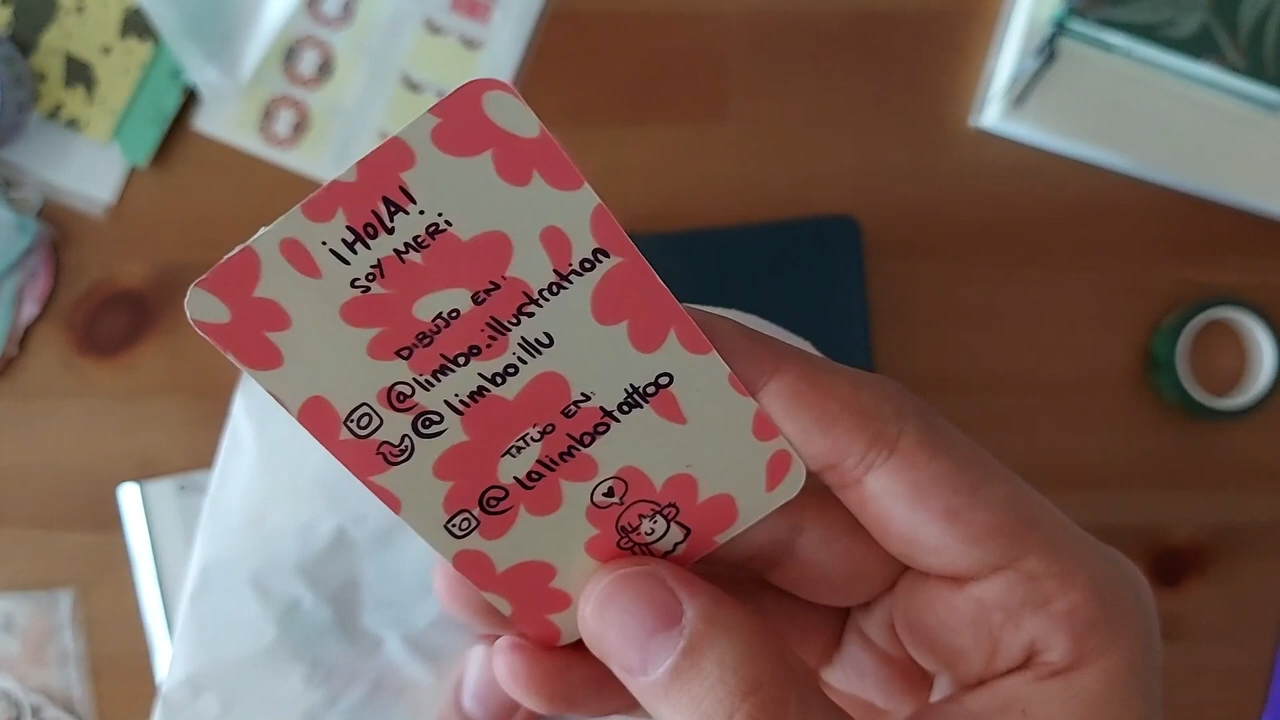 ¡HOLA!
SOY MERi
DIBUJO EN:
@limbo.illustration
@limboillu
TATÚO EN:
@lalimbotattoo